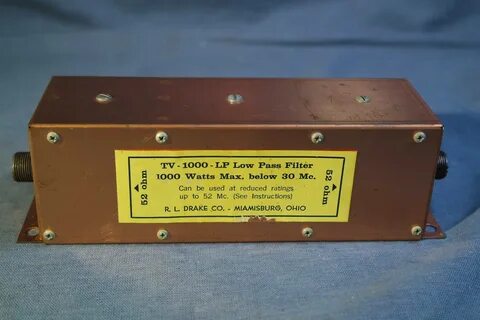 TV-1000-LP Low Pass Filter
1000 Watts Max. below 30 Mc.
Can be used at reduced ratings
up to 52 Mc. (See Instructions)
R. L. DRAKE CO. - MIAMISBURG, OHIO
52 ohm
52 ohm